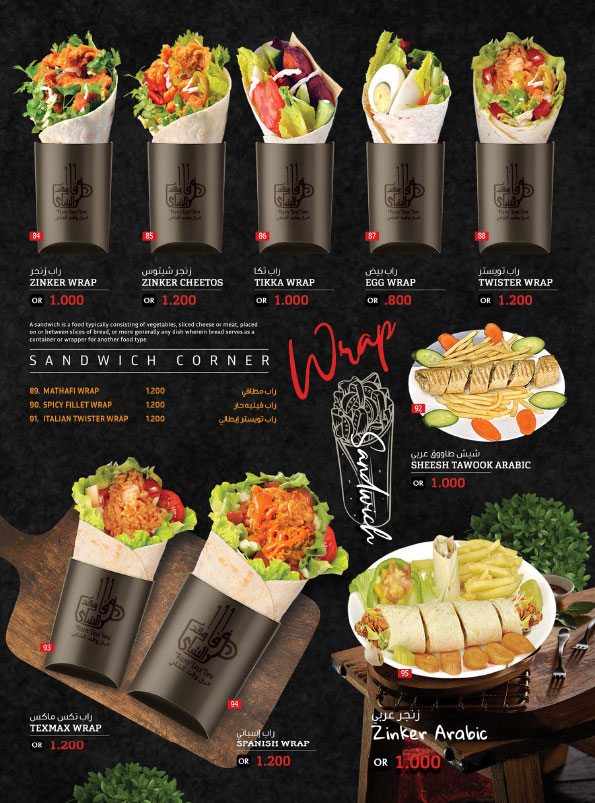 84
85
86
87
88
راب زنجر
ZINKER WRAP
OR 1.000
زنجر شيتوس
ZINKER CHEETOS
OR 1.200
راب تكا
TIKKA WRAP
OR 1.000
راب بيض
EGG WRAP
OR .800
راب تويستر
TWISTER WRAP
OR 1.200
A sandwich is a food typically consisting of vegetables, sliced cheese or meat, placed
on or between slices of bread, or more generally any dish wherein bread serves as a
container or wrapper for another food type.
SANDWICH CORNER
89. MATHAFI WRAP 1.200 راب مطافي
90. SPICY FILLET WRAP 1.200 راب فيليه حار
91. ITALIAN TWISTER WRAP 1.200 راب تويستر إيطالي
Wrap
Sandwich
92
شيش طاووق عربي
SHEESH TAWOOK ARABIC
OR 1.000
93
راب تكس ماكس
TEXMAX WRAP
OR 1.200
94
راب إسباني
SPANISH WRAP
OR 1.200
95
زنجر عربي
Zinker Arabic
OR 1.000